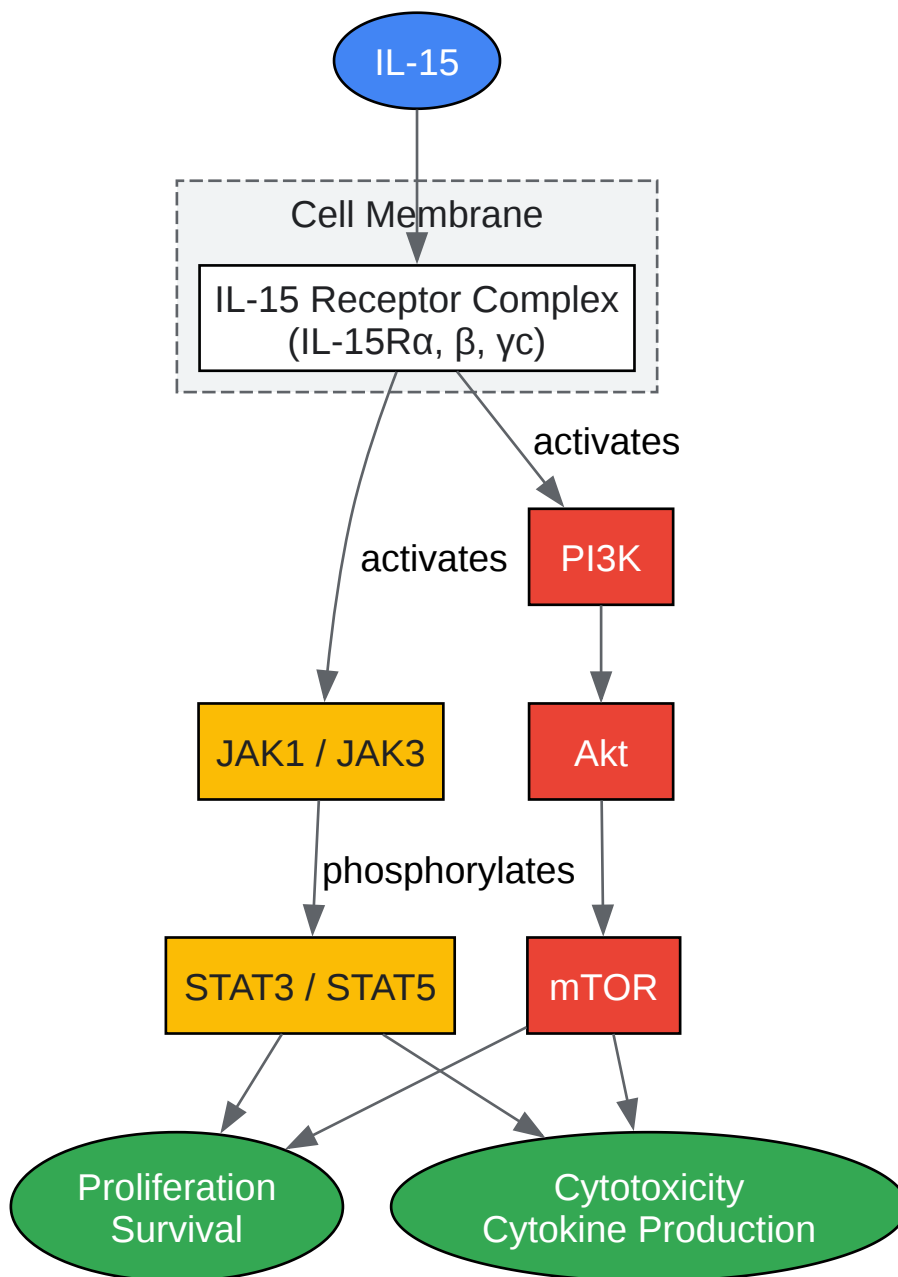 IL-15
Cell Membrane
IL-15 Receptor Complex
(IL-15Rα, β, γc)
activates
activates
PI3K
JAK1 / JAK3
Akt
phosphorylates
STAT3 / STAT5
mTOR
Proliferation
Survival
Cytotoxicity
Cytokine Production